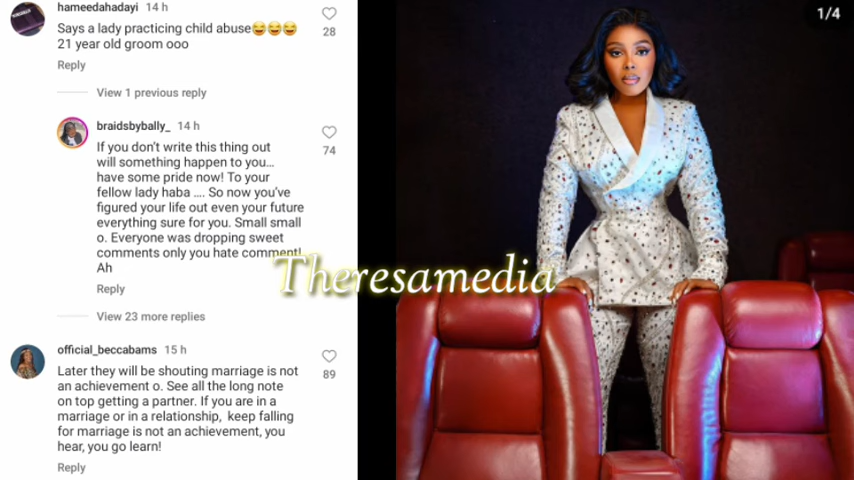 hameedahadayi 14 h
Says a lady practicing child abuse😂😂😂
21 year old groom ooo
28
Reply
View 1 previous reply
braidsbybally_ 14 h
If you don't write this thing out
will something happen to you...
have some pride now! To your
fellow lady haba .... So now you've
figured your life out even your future
everything sure for you. Small small
o. Everyone was dropping sweet
comments only you hate comment!
Ah
74
Reply
View 23 more replies
official_beccabams 15 h
Later they will be shouting marriage is not
an achievement o. See all the long note
on top getting a partner. If you are in a
marriage or in a relationship, keep falling
for marriage is not an achievement, you
hear, you go learn!
89
Reply
Theresamedia
1/4